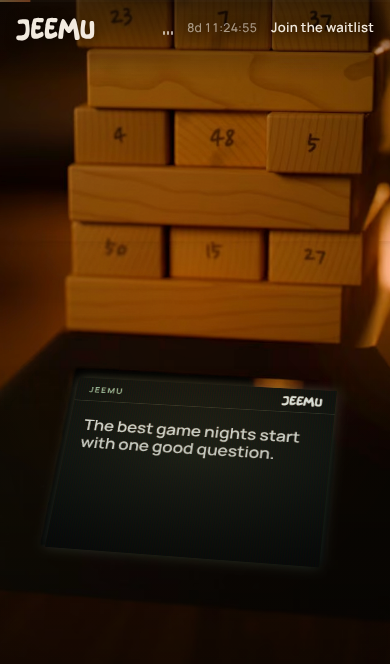 23 7 37
JEEMU ... 8d 11:24:55 Join the waitlist
4 48 5
50 15 27
JEEMU JEEMU
The best game nights start
with one good question.